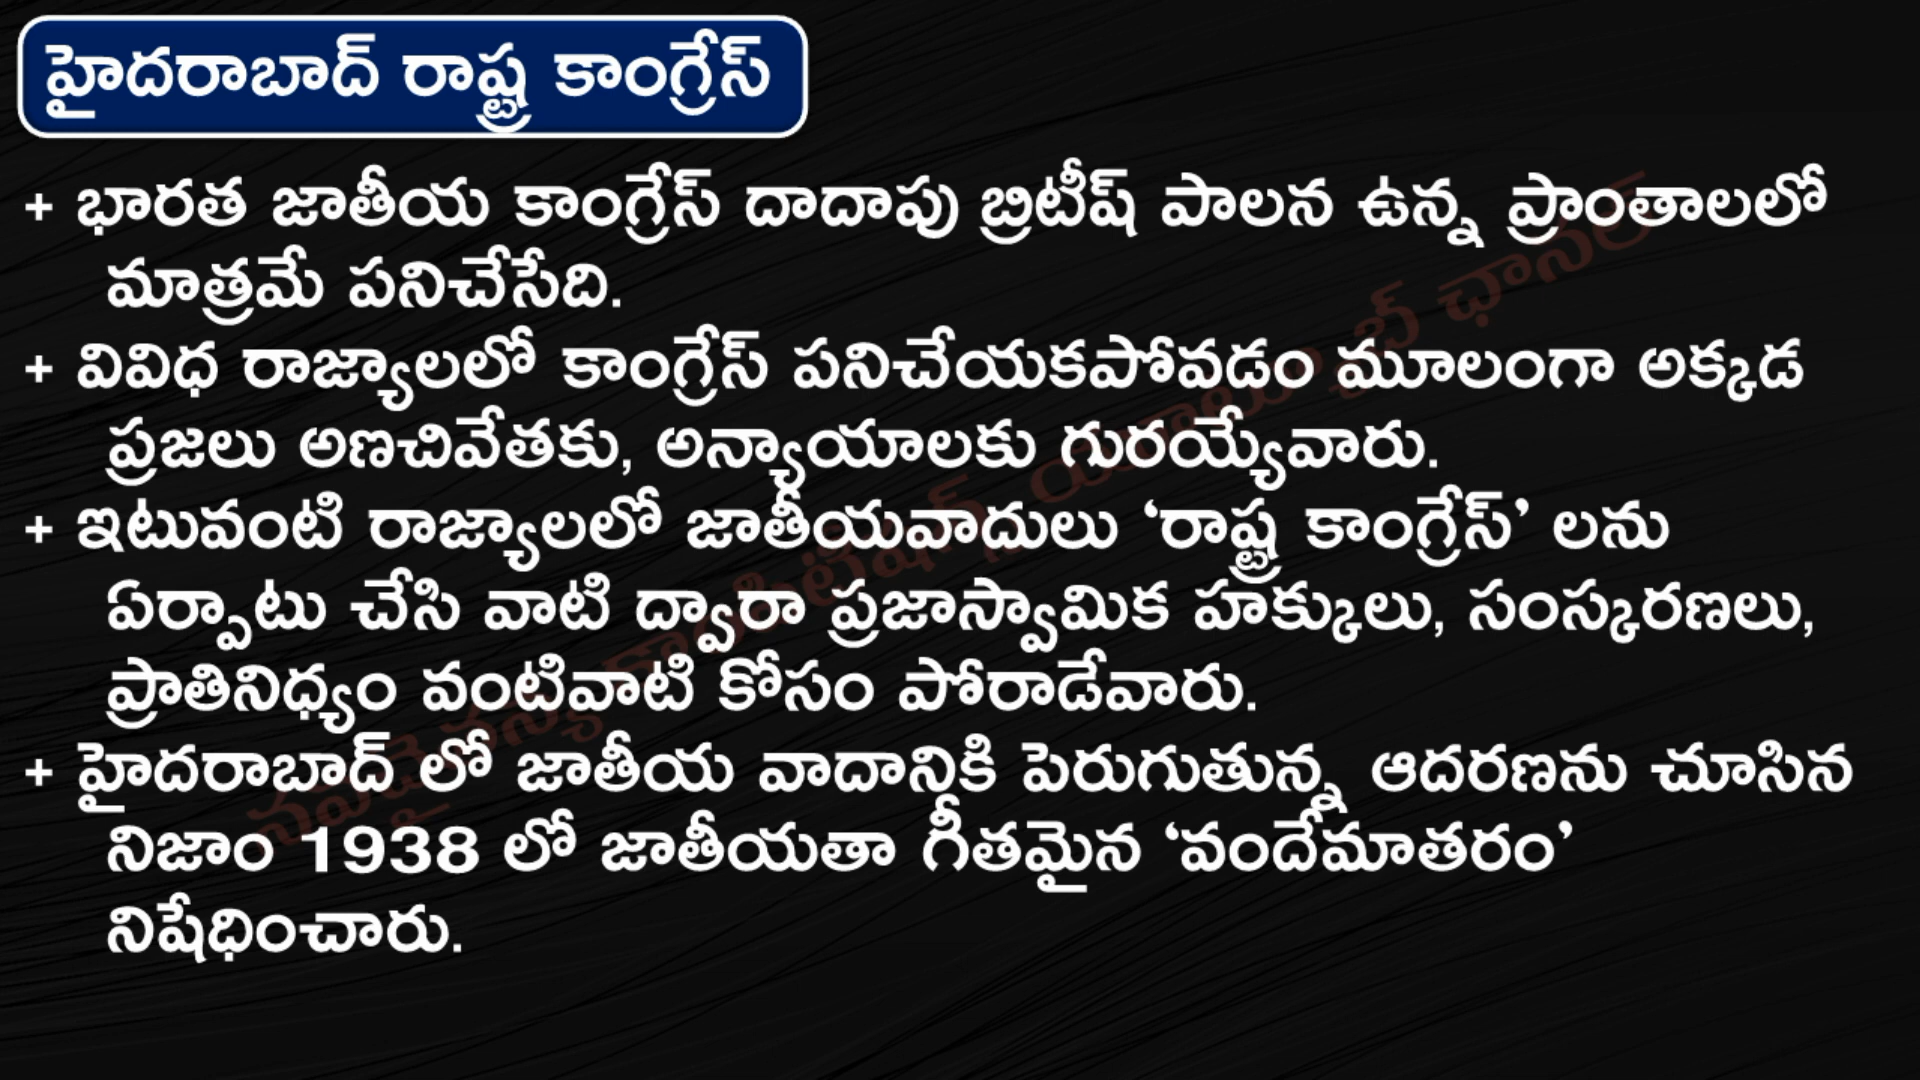 హైదరాబాద్ రాష్ట్ర కాంగ్రేస్
+ భారత జాతీయ కాంగ్రేస్ దాదాపు బ్రిటీష్ పాలన ఉన్న ప్రాంతాలలో
మాత్రమే పనిచేసేది.
+ వివిధ రాజ్యాలలో కాంగ్రేస్ పనిచేయకపోవడం మూలంగా అక్కడ
ప్రజలు అణచివేతకు, అన్యాయాలకు గురయ్యేవారు.
+ ఇటువంటి రాజ్యాలలో జాతీయవాదులు ‘రాష్ట్ర కాంగ్రేస్’ లను
ఏర్పాటు చేసి వాటి ద్వారా ప్రజాస్వామిక హక్కులు, సంస్కరణలు,
ప్రాతినిధ్యం వంటివాటి కోసం పోరాడేవారు.
+ హైదరాబాద్ లో జాతీయ వాదానికి పెరుగుతున్న ఆదరణను చూసిన
నిజాం 1938 లో జాతీయతా గీతమైన ‘వందేమాతరం’
నిషేధించారు.